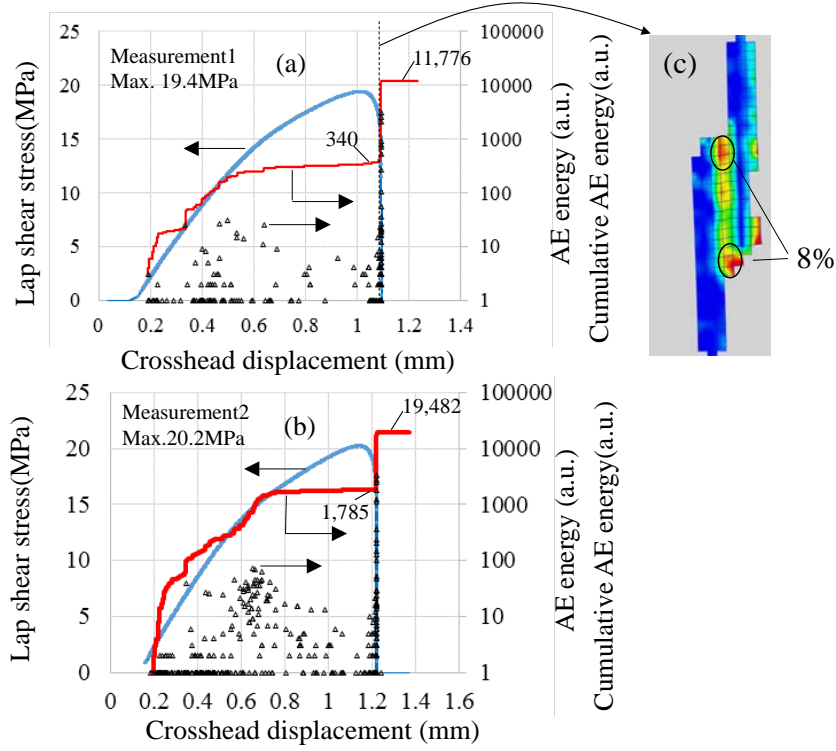 25
20
15
10
5
0
Lap shear stress(MPa)
Measurement1
Max. 19.4MPa
(a)
11,776
340
100000
10000
1000
100
10
1
AE energy (a.u.)
Cumulative AE energy(a.u.)
0 0.2 0.4 0.6 0.8 1 1.2 1.4
Crosshead displacement (mm)
(c)
8%
25
20
15
10
5
0
Lap shear stress(MPa)
Measurement2
Max.20.2MPa
(b)
19,482
1,785
100000
10000
1000
100
10
1
AE energy (a.u.)
Cumulative AE energy(a.u.)
0 0.2 0.4 0.6 0.8 1 1.2 1.4 1.6
Crosshead displacement (mm)